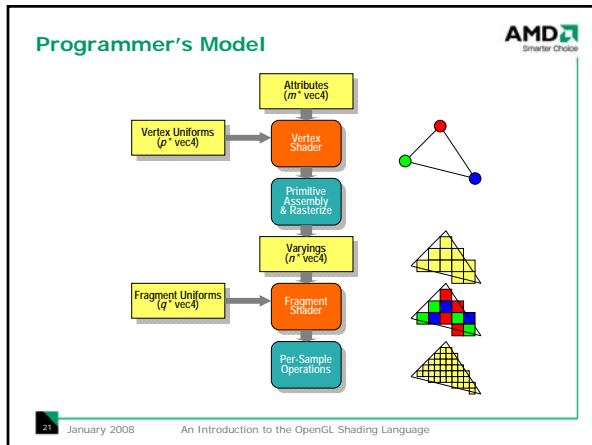 Programmer's Model
AMD
Smarter Choice
Attributes
(m* vec4)
Vertex Uniforms
(p* vec4)
Vertex
Shader
Primitive
Assembly
& Rasterize
Varyings
(n* vec4)
Fragment Uniforms
(q* vec4)
Fragment
Shader
Per-Sample
Operations
21
January 2008
An Introduction to the OpenGL Shading Language